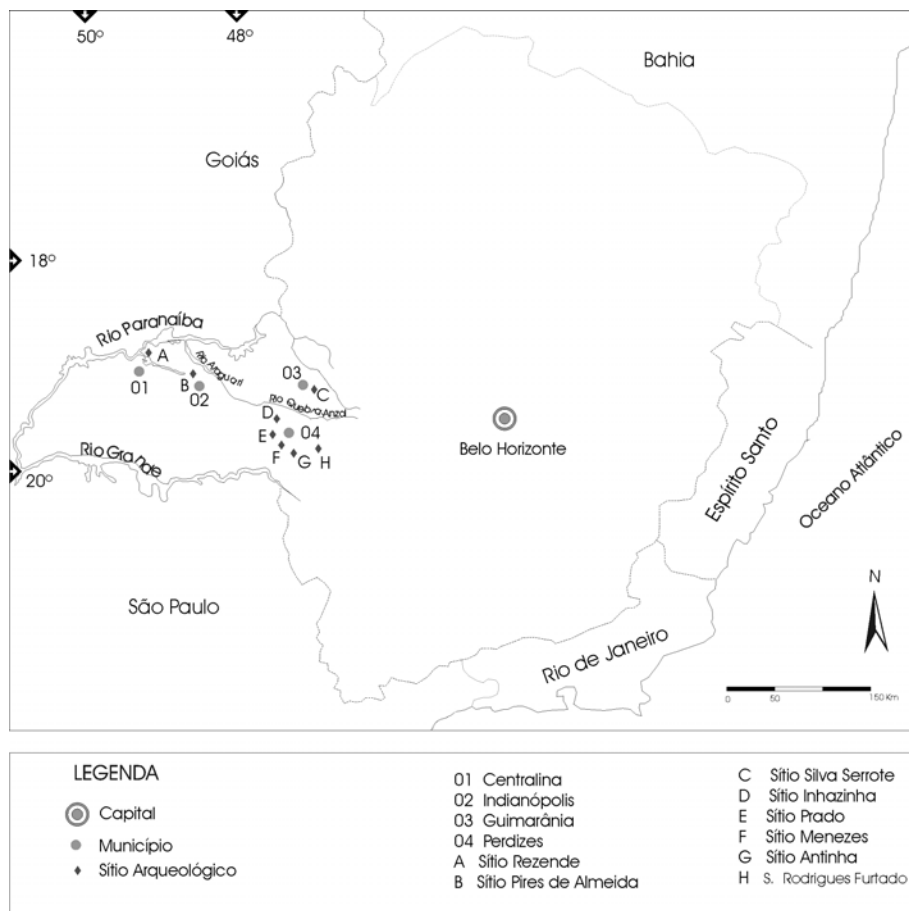 50º
48º
Bahia
Goiás
18º
Rio Paranaíba
A
Rio Araguari
01
B
02
03
C
Rio Quebra Anzol
D
E
04
F
G
H
Rio Grande
20º
Belo Horizonte
Espírito Santo
Oceano Atlântico
São Paulo
Rio de Janeiro
N
0
50
150 Km
LEGENDA
Capital
Município
Sítio Arqueológico
01 Centralina
02 Indianópolis
03 Guimarânia
04 Perdizes
A Sítio Rezende
B Sítio Pires de Almeida
C Sítio Silva Serrote
D Sítio Inhazinha
E Sítio Prado
F Sítio Menezes
G Sítio Antinha
H S. Rodrigues Furtado